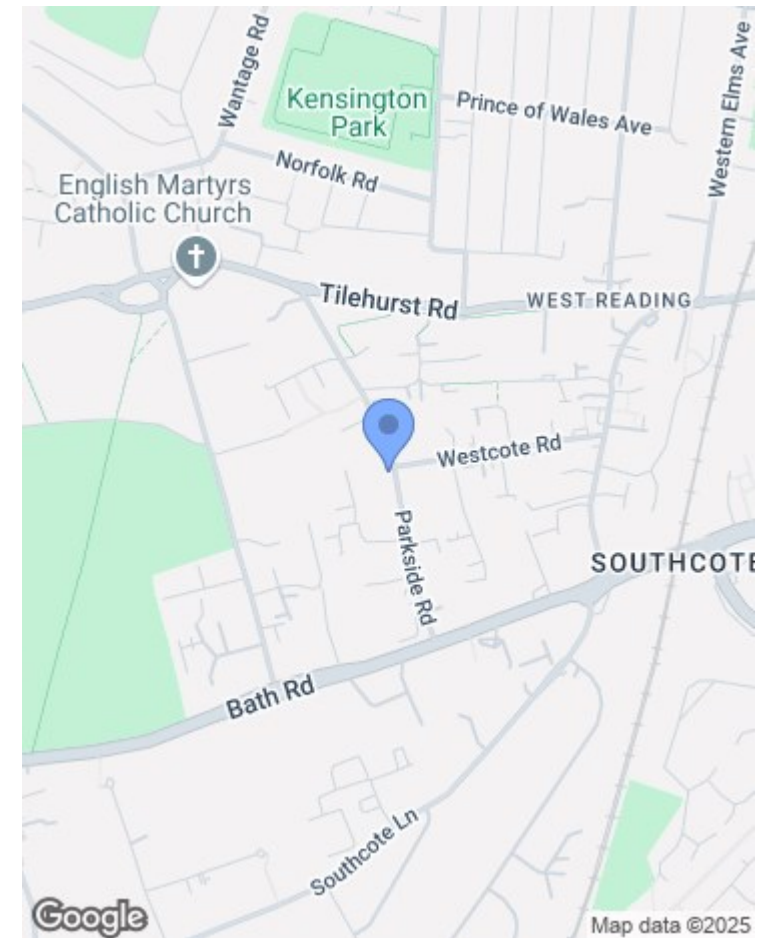 Wantage Rd
Kensington
Park
Prince of Wales Ave
Western Elms Ave
Norfolk Rd
English Martyrs
Catholic Church
Tilehurst Rd
WEST READING
Westcote Rd
Parkside Rd
SOUTHCOTE
Bath Rd
Southcote Ln
Google
Map data ©2025